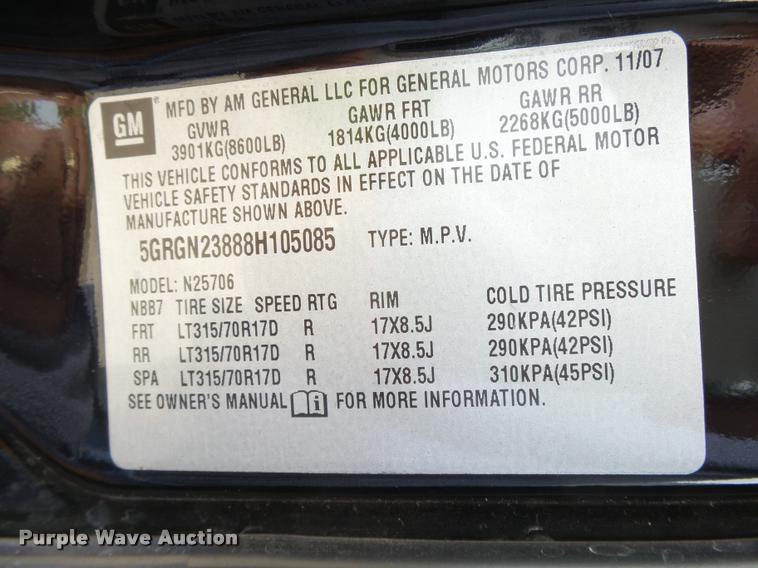 GM
MFD BY AM GENERAL LLC FOR GENERAL MOTORS CORP. 11/07
GVWR GAWR FRT GAWR RR
3901KG(8600LB) 1814KG(4000LB) 2268KG(5000LB)
THIS VEHICLE CONFORMS TO ALL APPLICABLE U.S. FEDERAL MOTOR
VEHICLE SAFETY STANDARDS IN EFFECT ON THE DATE OF
MANUFACTURE SHOWN ABOVE.
5GRGN23888H105085 TYPE: M.P.V.
MODEL: N25706
NBB7 TIRE SIZE SPEED RTG RIM COLD TIRE PRESSURE
FRT LT315/70R17D R 17X8.5J 290KPA(42PSI)
RR LT315/70R17D R 17X8.5J 290KPA(42PSI)
SPA LT315/70R17D R 17X8.5J 310KPA(45PSI)
SEE OWNER'S MANUAL i FOR MORE INFORMATION.
Purple Wave Auction